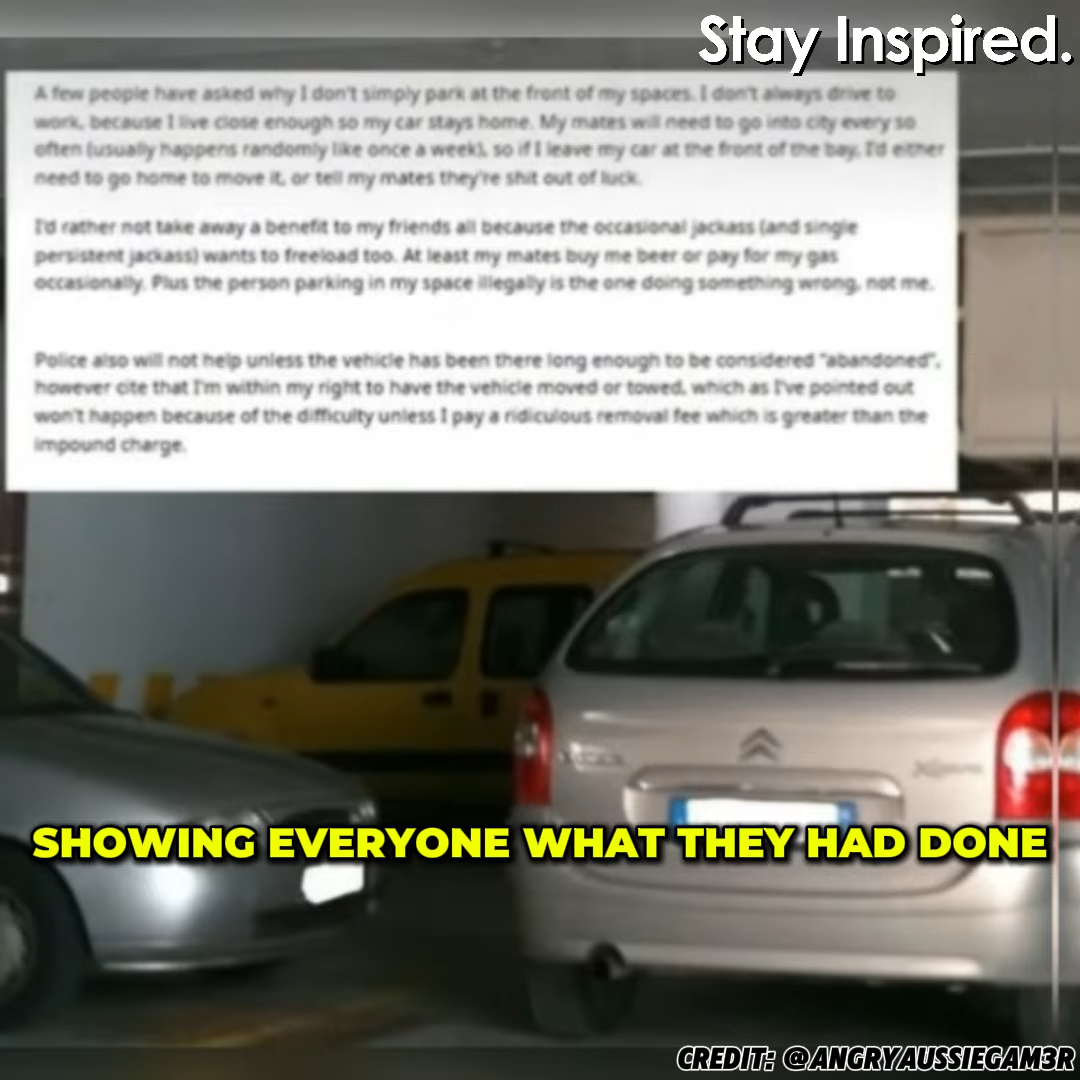 Stay Inspired.
A few people have asked why I don't simply park at the front of my spaces. I don't always drive to
work, because I live close enough so my car stays home. My mates will need to go into city every so
often (usually happens randomly like once a week), so if I leave my car at the front of the bay, I'd either
need to go home to move it, or tell my mates they're shit out of luck.
I'd rather not take away a benefit to my friends all because the occasional jackass (and single
persistent jackass) wants to freeload too. At least my mates buy me beer or pay for my gas
occasionally. Plus the person parking in my space illegally is the one doing something wrong, not me.
Police also will not help unless the vehicle has been there long enough to be considered "abandoned",
however cite that I'm within my right to have the vehicle moved or towed, which as I've pointed out
won't happen because of the difficulty unless I pay a ridiculous removal fee which is greater than the
impound charge.
Xsara
SHOWING EVERYONE WHAT THEY HAD DONE
CREDIT: @ANGRYAUSSIEGAM3R